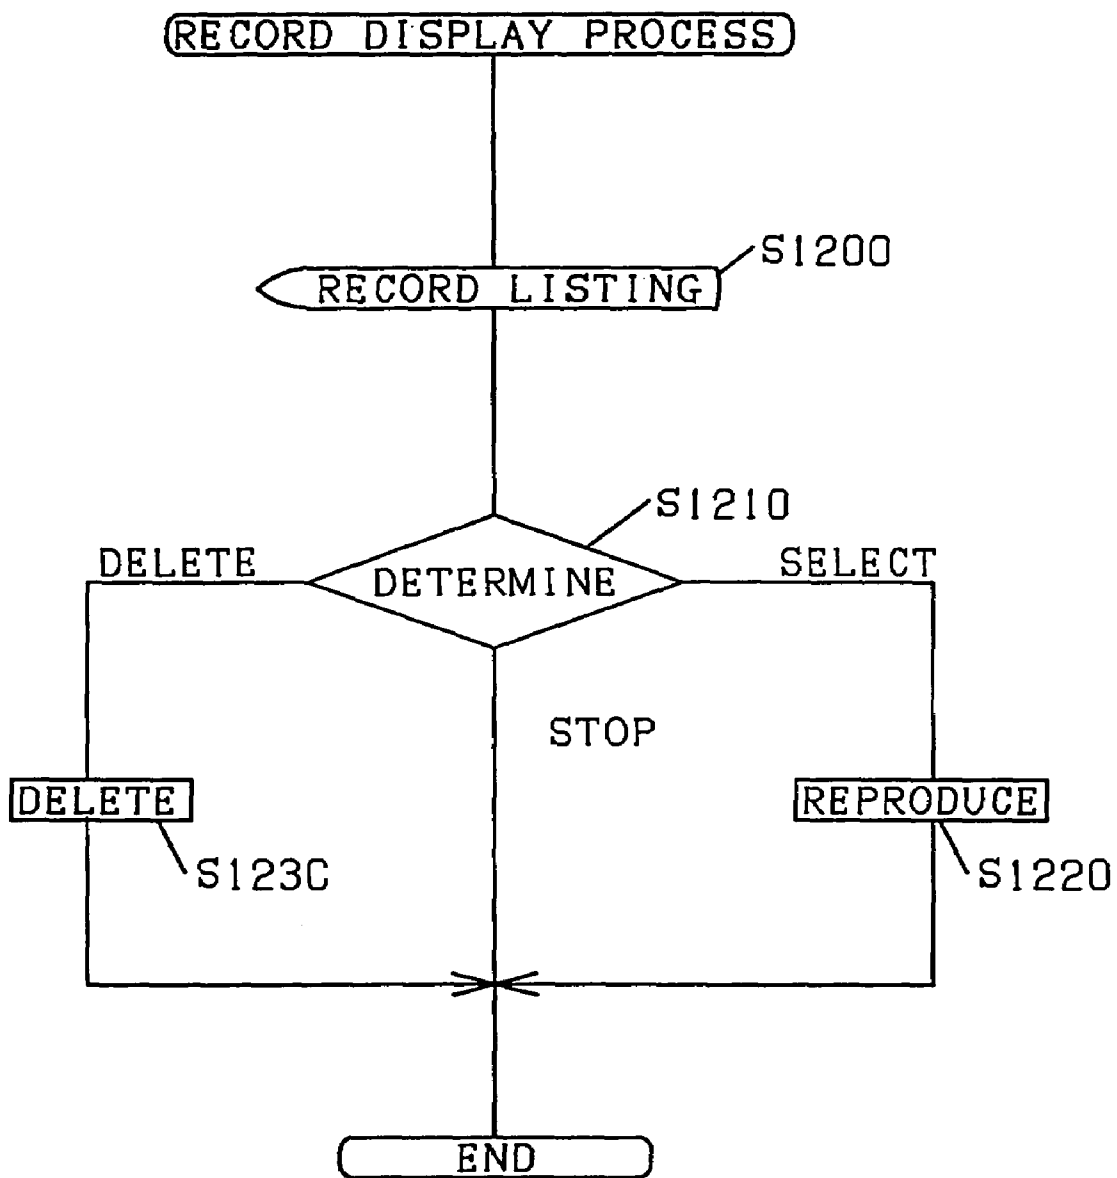 RECORD DISPLAY PROCESS
S1200
RECORD LISTING
S1210
DELETE
DETERMINE
SELECT
STOP
DELETE
REPRODUCE
S123C
S1220
END